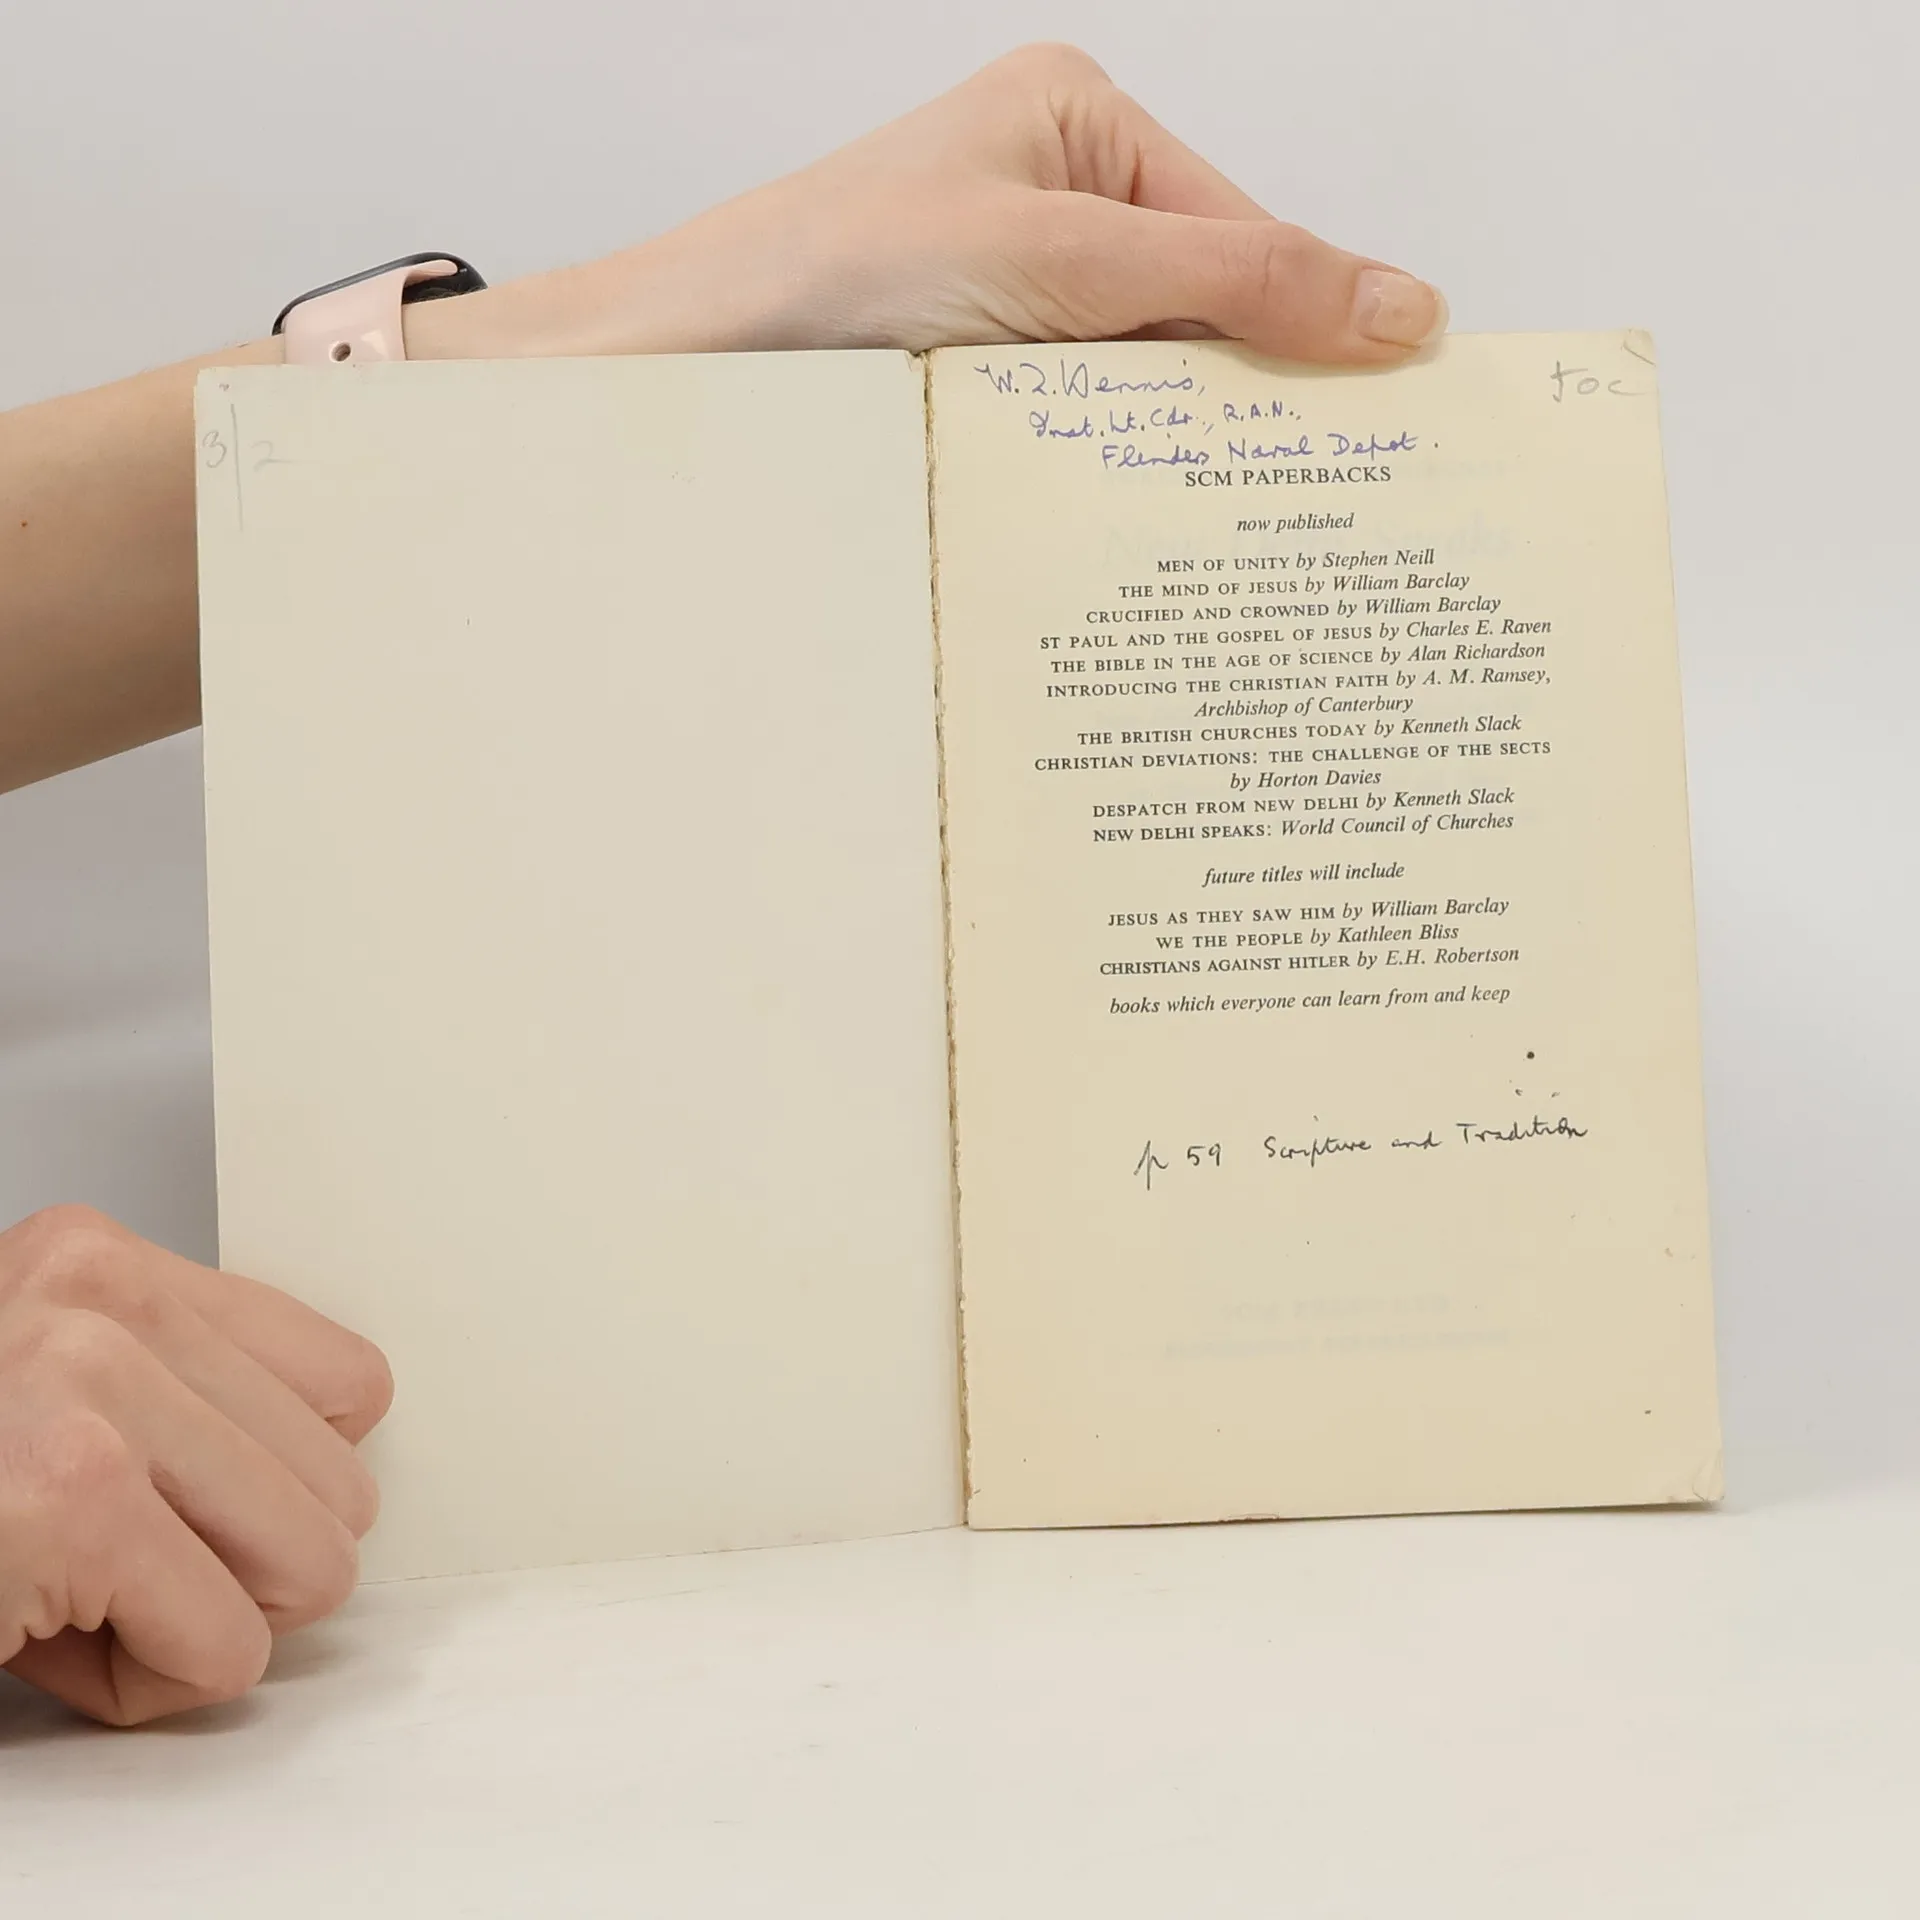 3/2
W. Z. Dennis,
Inst. Lt. Cdr., R.A.N.,
Flinders Naval Depot.
SCM PAPERBACKS
now published
MEN OF UNITY by Stephen Neill
THE MIND OF JESUS by William Barclay
CRUCIFIED AND CROWNED by William Barclay
ST PAUL AND THE GOSPEL OF JESUS by Charles E. Raven
THE BIBLE IN THE AGE OF SCIENCE by Alan Richardson
INTRODUCING THE CHRISTIAN FAITH by A. M. Ramsey,
Archbishop of Canterbury
THE BRITISH CHURCHES TODAY by Kenneth Slack
CHRISTIAN DEVIATIONS: THE CHALLENGE OF THE SECTS
by Horton Davies
DESPATCH FROM NEW DELHI by Kenneth Slack
NEW DELHI SPEAKS: World Council of Churches
future titles will include
JESUS AS THEY SAW HIM by William Barclay
WE THE PEOPLE by Kathleen Bliss
CHRISTIANS AGAINST HITLER by E.H. Robertson
books which everyone can learn from and keep
p 59 Scripture and Tradition